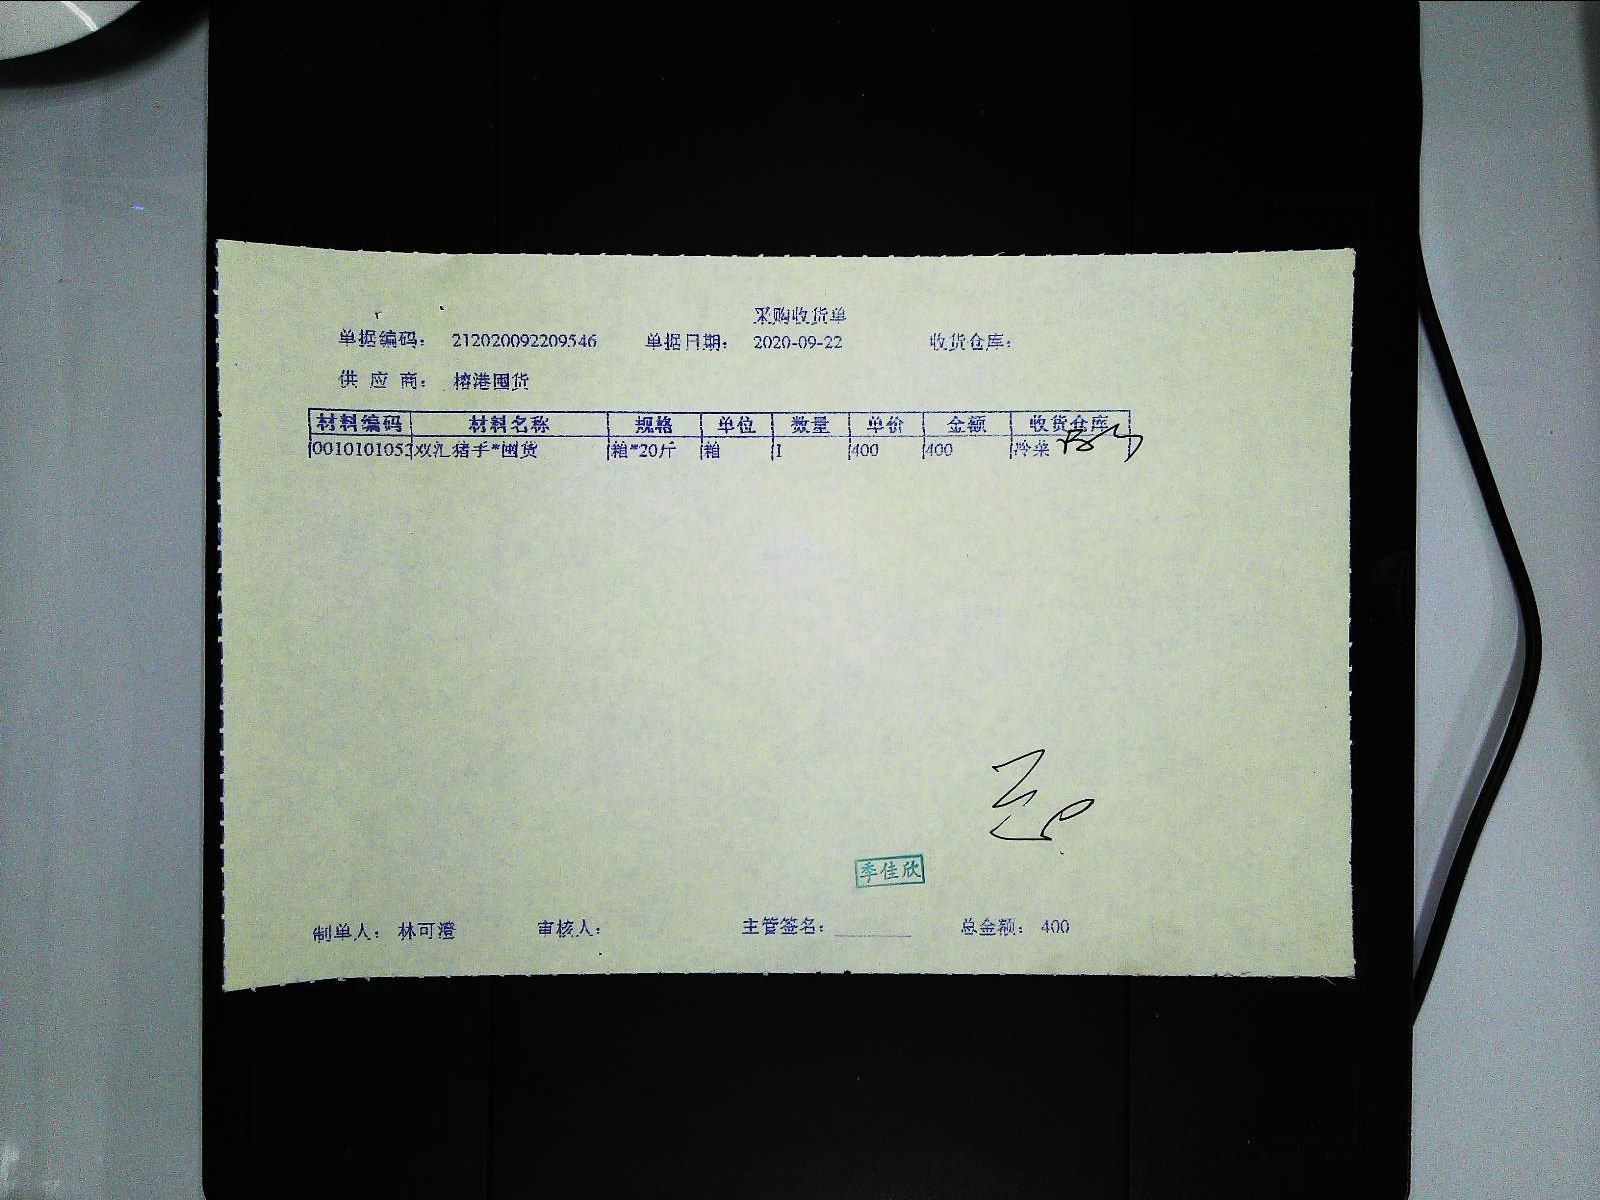 采购收货单
单据编码： 212020092209546 单据日期： 2020-09-22 收货仓库：
供 应 商： 榕港囤货
材料编码 材料名称 规格 单位 数量 单价 金额 收货仓库
0010101053 双汇猪手*囤货 箱*20斤 箱 1 400 400 冷菜
季佳欣
制单人： 林可澄 审核人： 主管签名： 总金额： 400